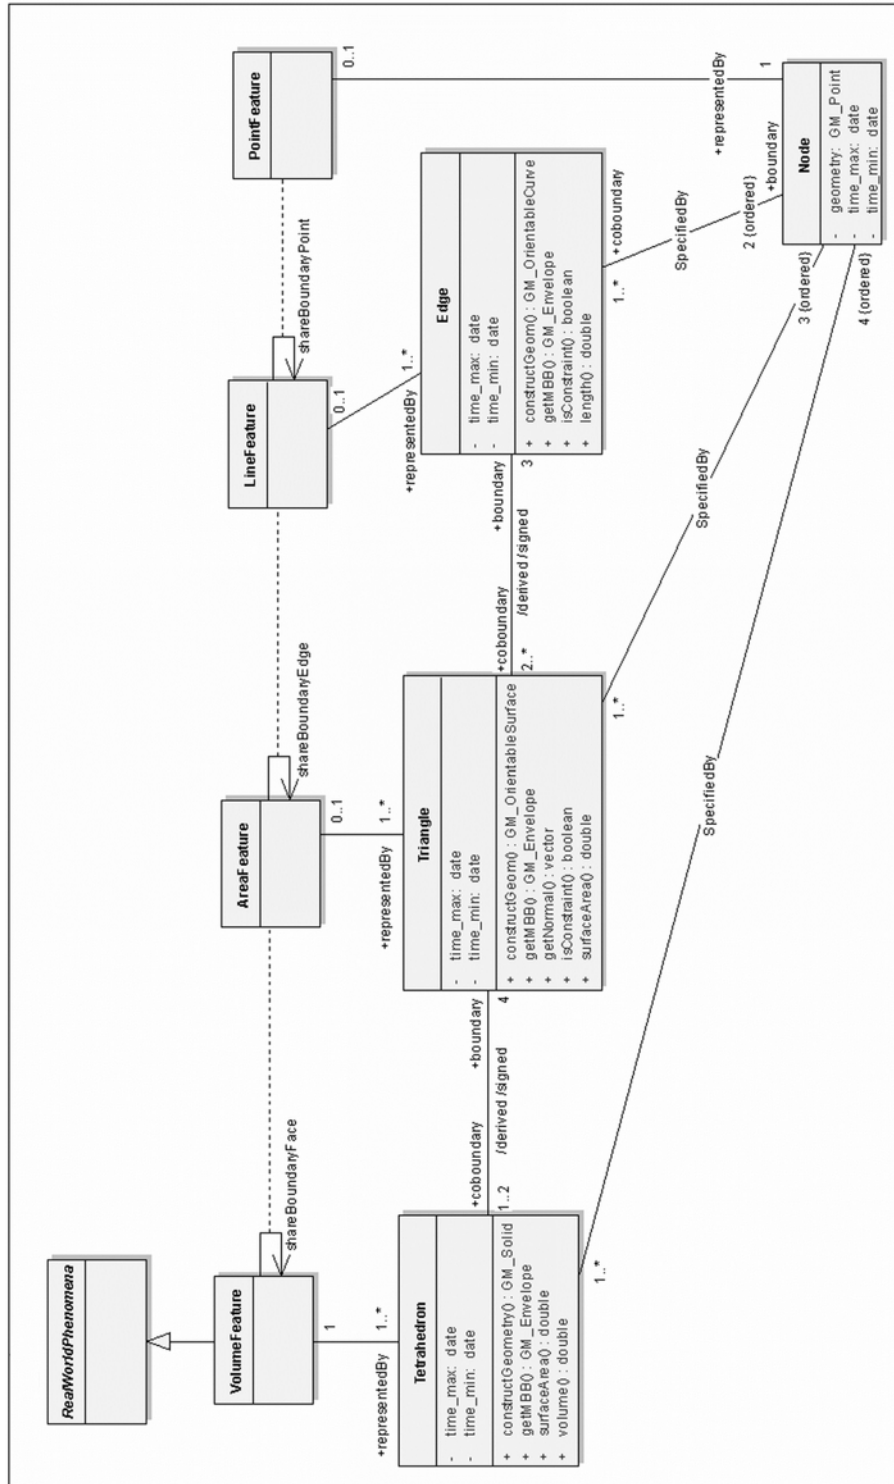 RealWorldPhenomena
VolumeFeature
shareBoundaryFace
AreaFeature
shareBoundaryEdge
LineFeature
shareBoundaryPoint
PointFeature
1
+representedBy
1..*
0..1
+representedBy
1..*
0..1
+representedBy
1..*
0..1
+representedBy
1
Tetrahedron
- time_max: date
- time_min: date
+ constructGeometry() : GM_Solid
+ getMBB() : GM_Envelope
+ surfaceArea() : double
+ volume() : double
+coboundary
1..2
/derived /signed
+boundary
4
Triangle
- time_max: date
- time_min: date
+ constructGeom() : GM_OrientableSurface
+ getMBB() : GM_Envelope
+ getNormal() : vector
+ isConstraint() : boolean
+ surfaceArea() : double
+coboundary
2..*
/derived /signed
+boundary
3
Edge
- time_max: date
- time_min: date
+ constructGeom() : GM_OrientableCurve
+ getMBB() : GM_Envelope
+ isConstraint() : boolean
+ length() : double
+coboundary
1..*
SpecifiedBy
2 {ordered}
+boundary
1..*
SpecifiedBy
3 {ordered}
1..*
SpecifiedBy
4 {ordered}
Node
- geometry: GM_Point
- time_max: date
- time_min: date